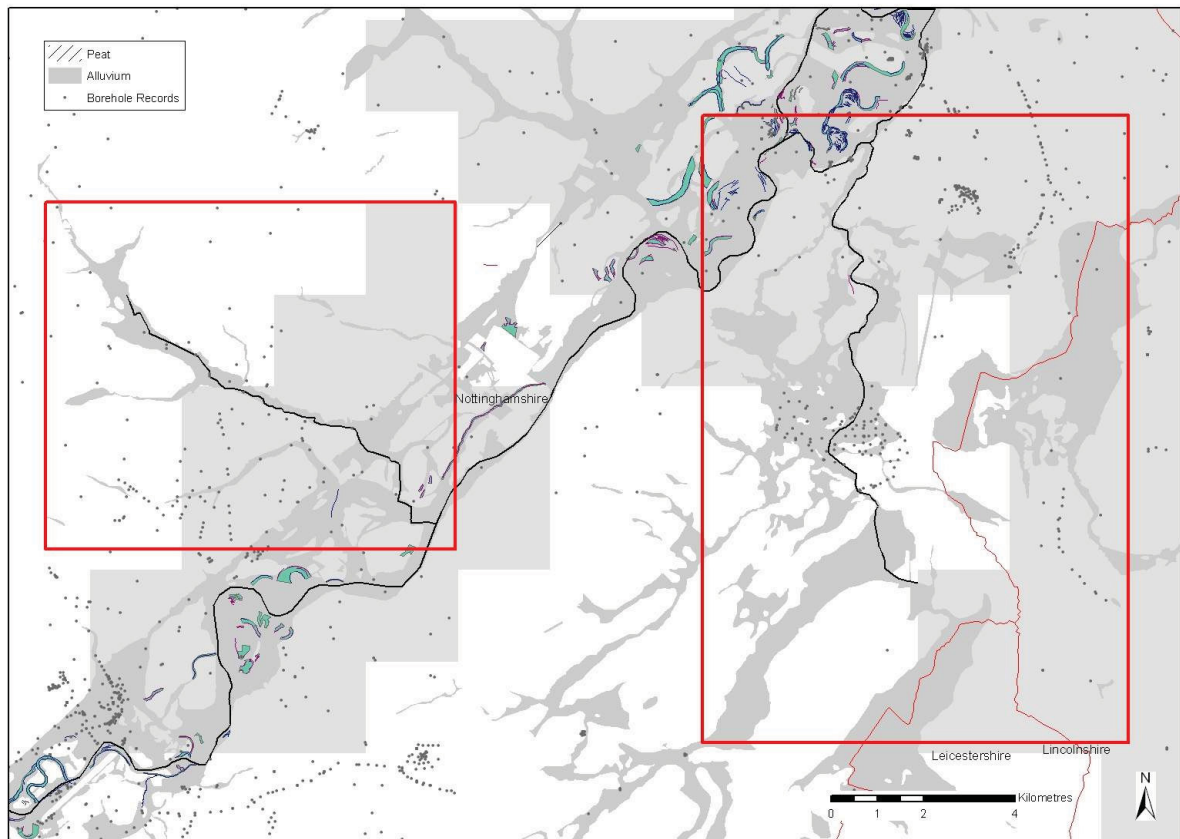 Peat
Alluvium
Borehole Records
Nottinghamshire
Leicestershire
Lincolnshire
N
Kilometres
0
1
2
4